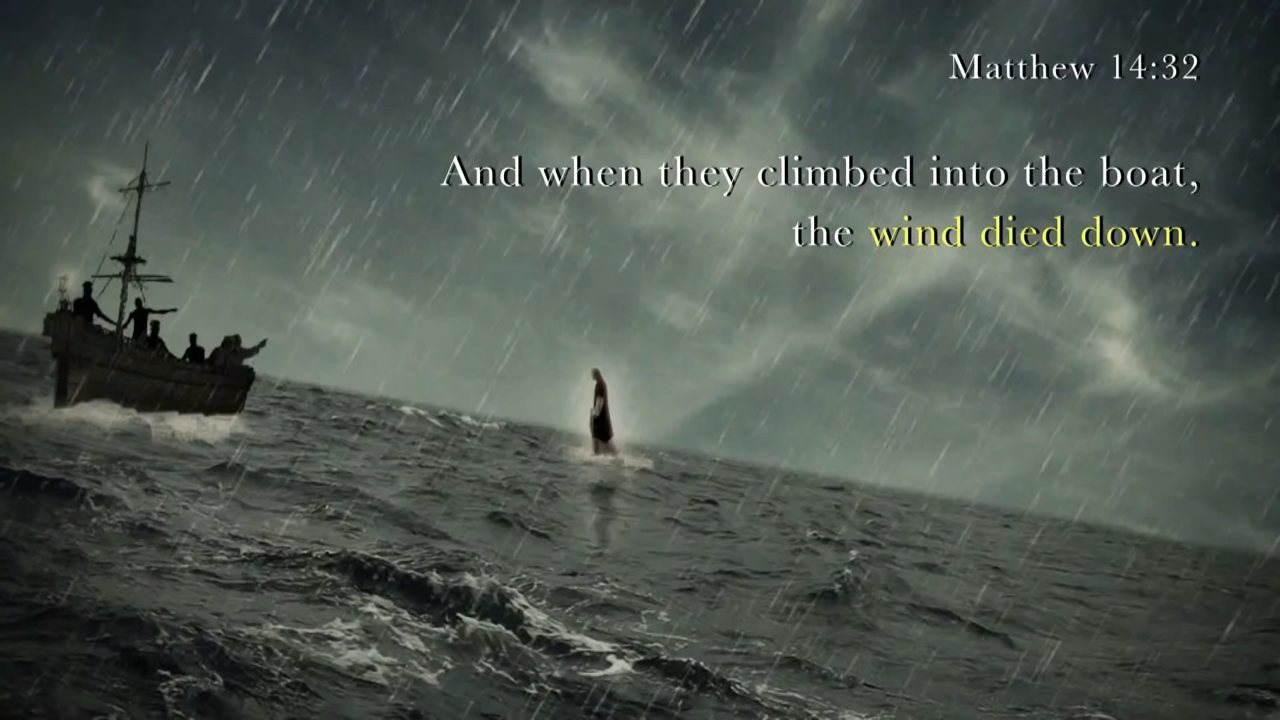 Matthew 14:32
And when they climbed into the boat,
the wind died down.